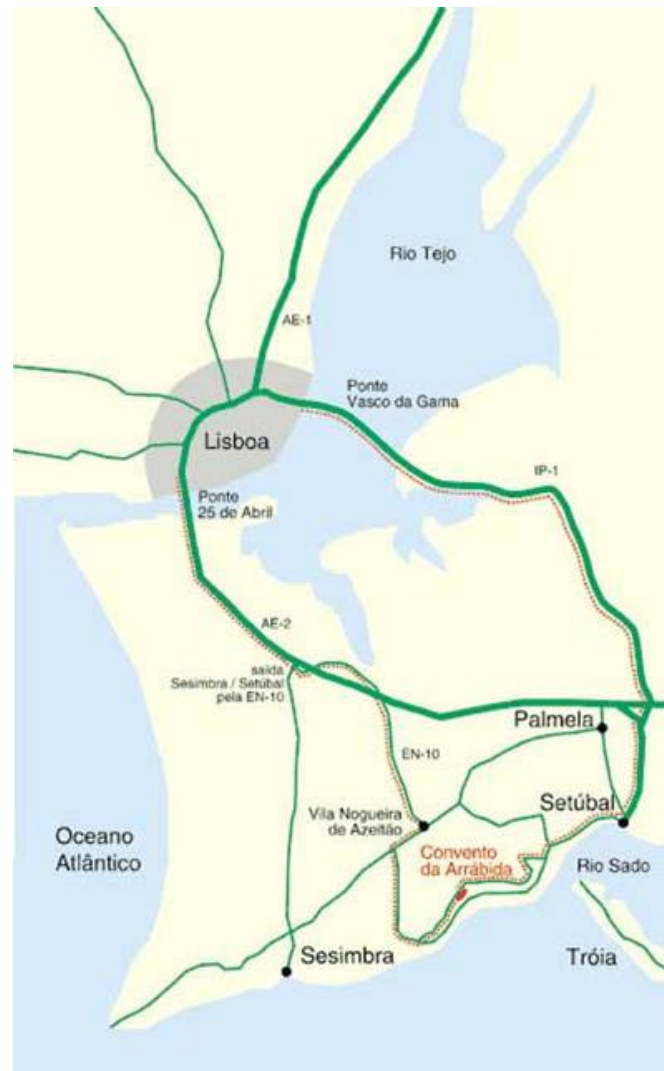 Rio Tejo
AE-1
Ponte
Vasco da Gama
Lisboa
IP-1
Ponte
25 de Abril
AE-2
saída
Sesimbra / Setúbal
pela EN-10
Palmela
EN-10
Setúbal
Vila Nogueira
de Azeitão
Oceano
Atlântico
Convento
da Arrábida
Rio Sado
Sesimbra
Tróia